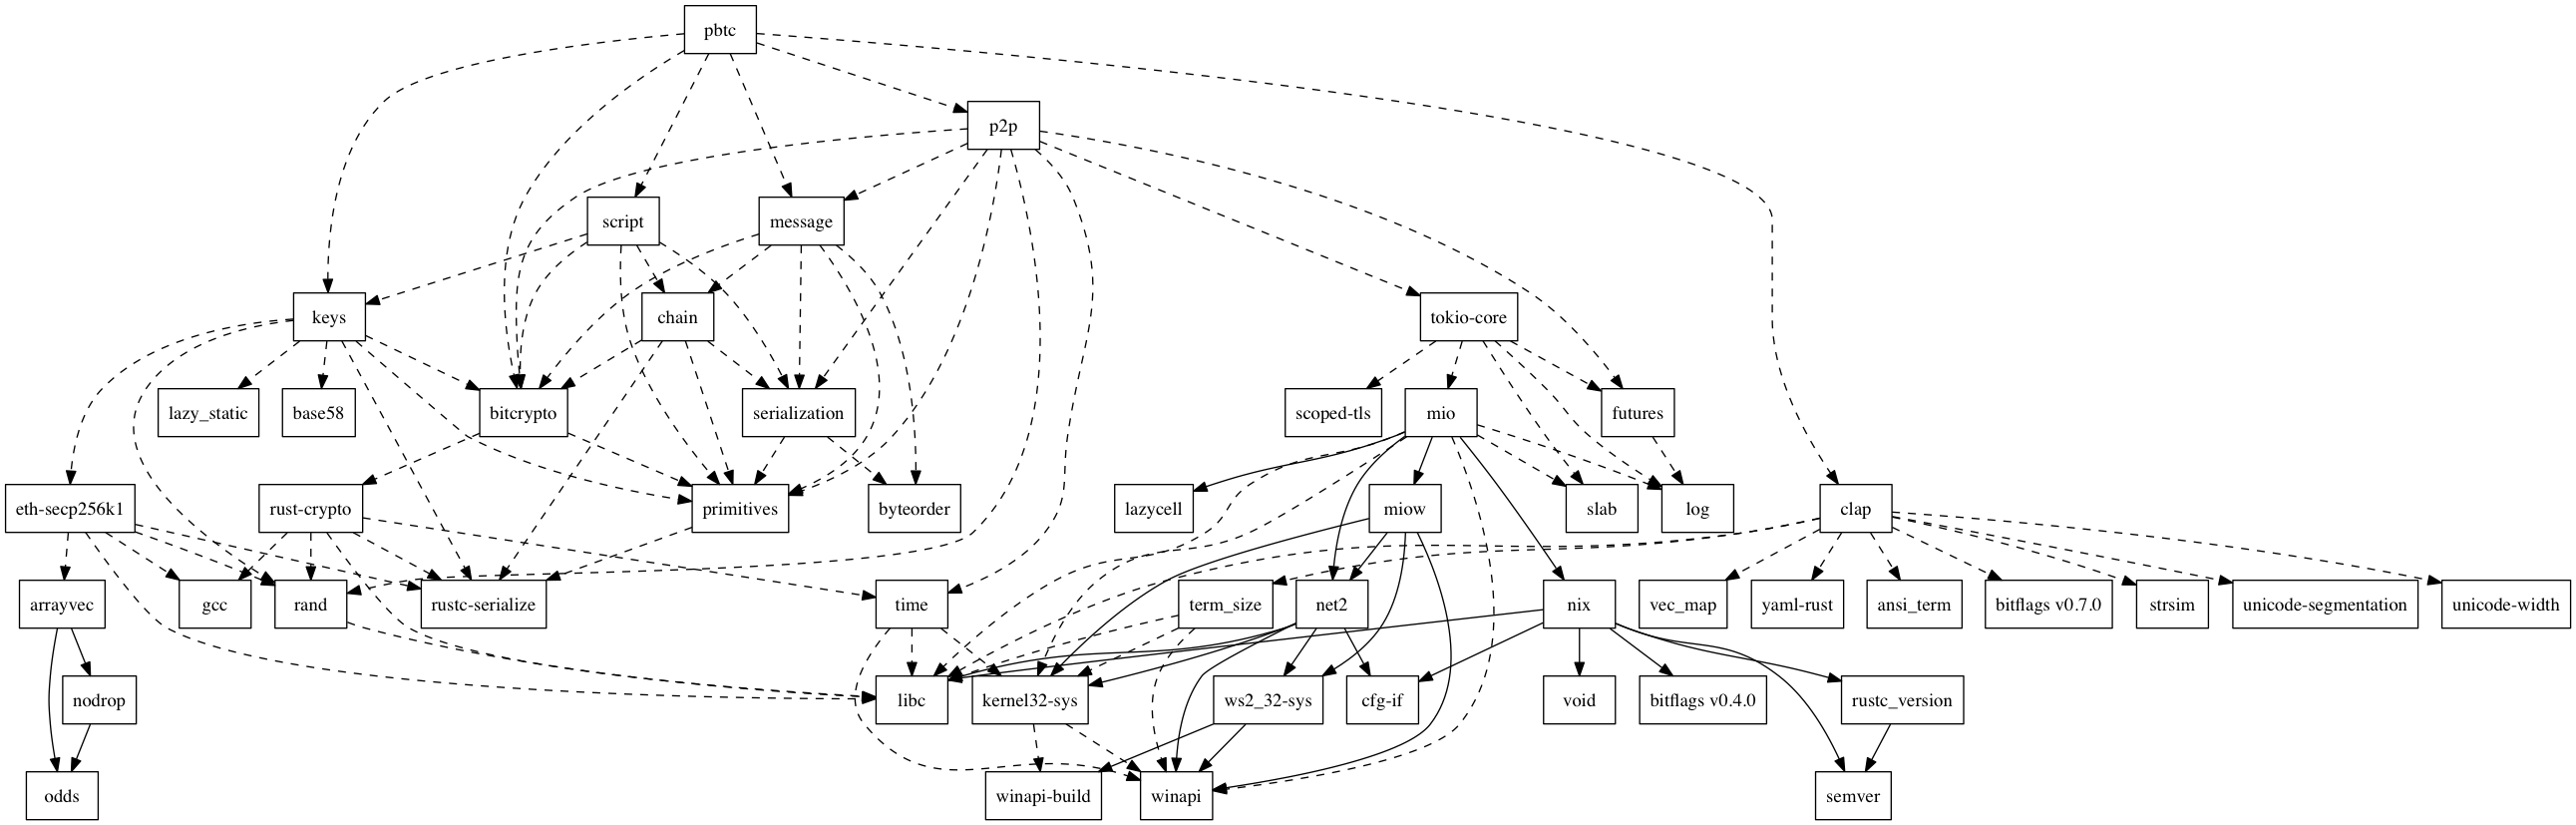 pbtc
p2p
script
message
keys
chain
tokio-core
lazy_static
base58
bitcrypto
serialization
scoped-tls
mio
futures
eth-secp256k1
rust-crypto
primitives
byteorder
lazycell
miow
slab
log
clap
arrayvec
gcc
rand
rustc-serialize
time
term_size
net2
nix
vec_map
yaml-rust
ansi_term
bitflags v0.7.0
strsim
unicode-segmentation
unicode-width
nodrop
libc
kernel32-sys
ws2_32-sys
cfg-if
void
bitflags v0.4.0
rustc_version
odds
winapi-build
winapi
semver